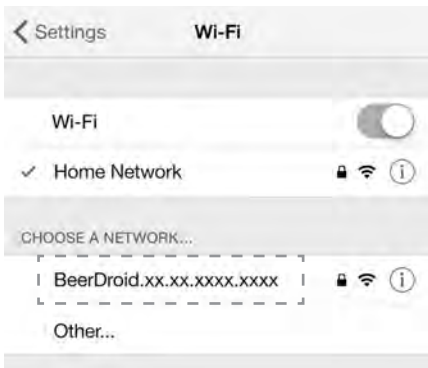 Settings Wi-Fi
Wi-Fi
Home Network
CHOOSE A NETWORK...
BeerDroid.xx.xx.xxxx.xxxx
Other...